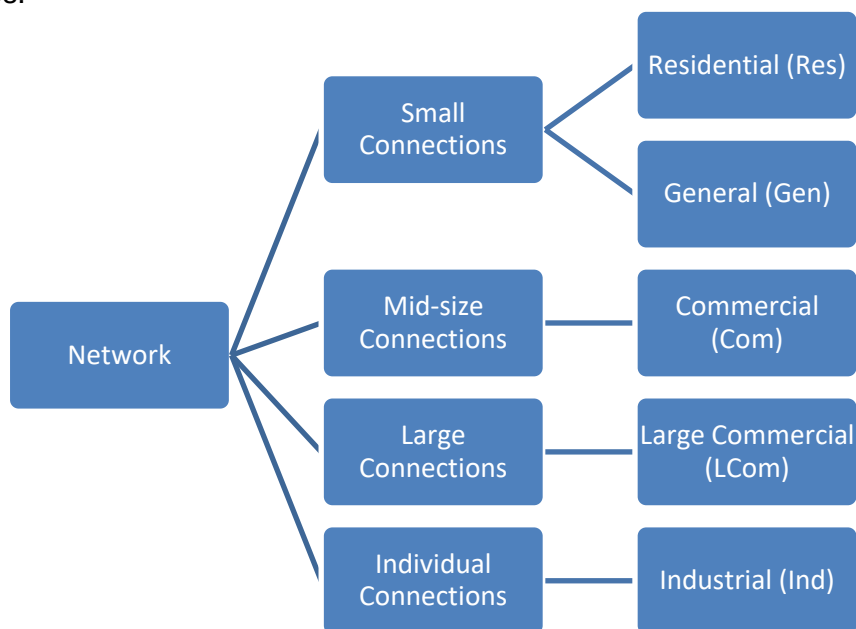 Residential (Res)
Small
Connections
General (Gen)
Mid-size
Connections
Commercial
(Com)
Network
Large
Connections
Large Commercial
(LCom)
Individual
Connections
Industrial (Ind)